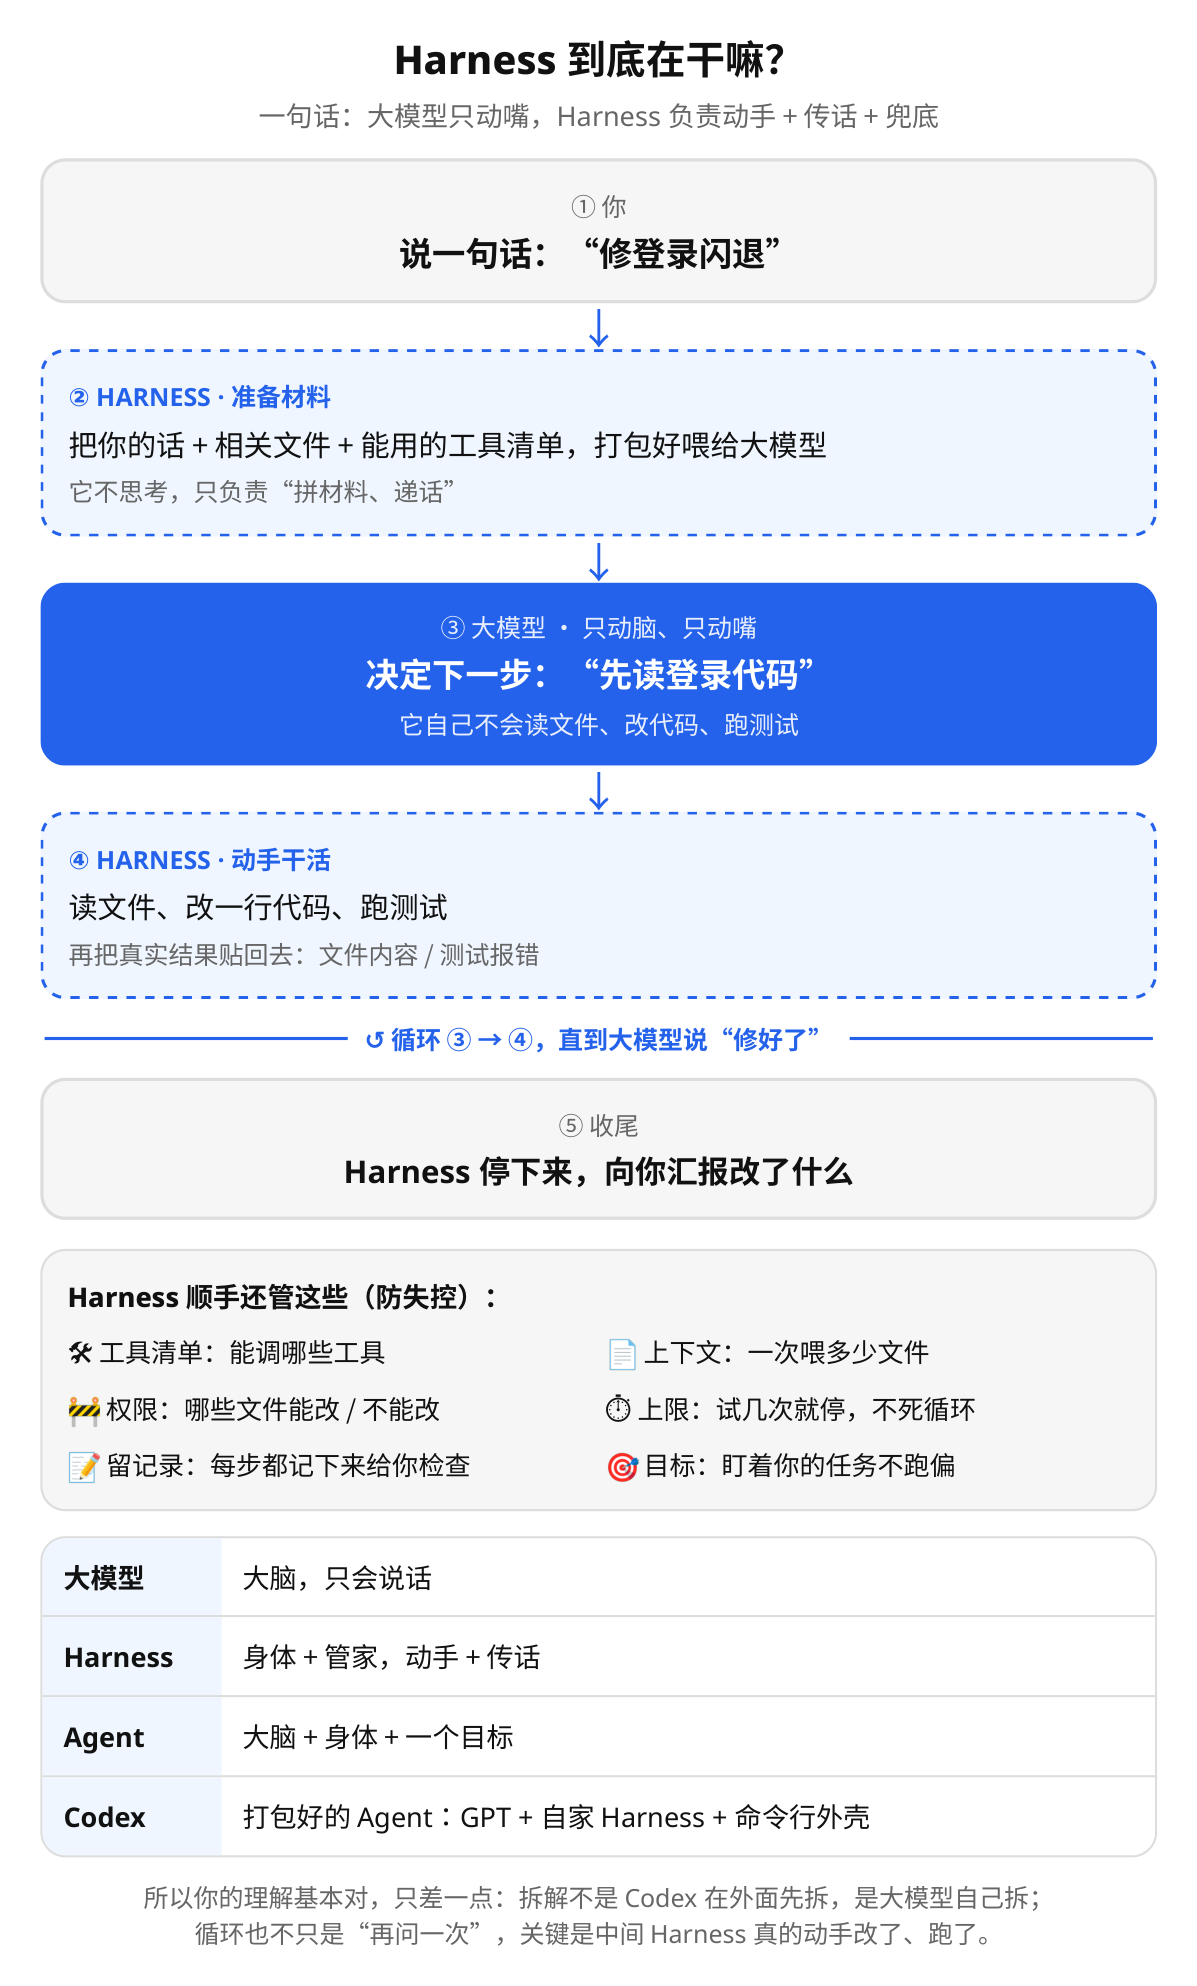 Harness 到底在干嘛？
一句话：大模型只动嘴，Harness 负责动手 + 传话 + 兜底
① 你
说一句话：“修登录闪退”
② HARNESS · 准备材料
把你的话 + 相关文件 + 能用的工具清单，打包好喂给大模型
它不思考，只负责“拼材料、递话”
③ 大模型 · 只动脑、只动嘴
决定下一步：“先读登录代码”
它自己不会读文件、改代码、跑测试
④ HARNESS · 动手干活
读文件、改一行代码、跑测试
再把真实结果贴回去：文件内容 / 测试报错
↺ 循环 ③ → ④，直到大模型说“修好了”
⑤ 收尾
Harness 停下来，向你汇报改了什么
Harness 顺手还管这些（防失控）：
🛠 工具清单：能调哪些工具
📄 上下文：一次喂多少文件
🚧 权限：哪些文件能改 / 不能改
⏱ 上限：试几次就停，不死循环
📝 留记录：每步都记下来给你检查
🎯 目标：盯着你的任务不跑偏
大模型 大脑，只会说话
Harness 身体 + 管家，动手 + 传话
Agent 大脑 + 身体 + 一个目标
Codex 打包好的 Agent：GPT + 自家 Harness + 命令行外壳
所以你的理解基本对，只差一点：拆解不是 Codex 在外面先拆，是大模型自己拆；
循环也不只是“再问一次”，关键是中间 Harness 真的动手改了、跑了。